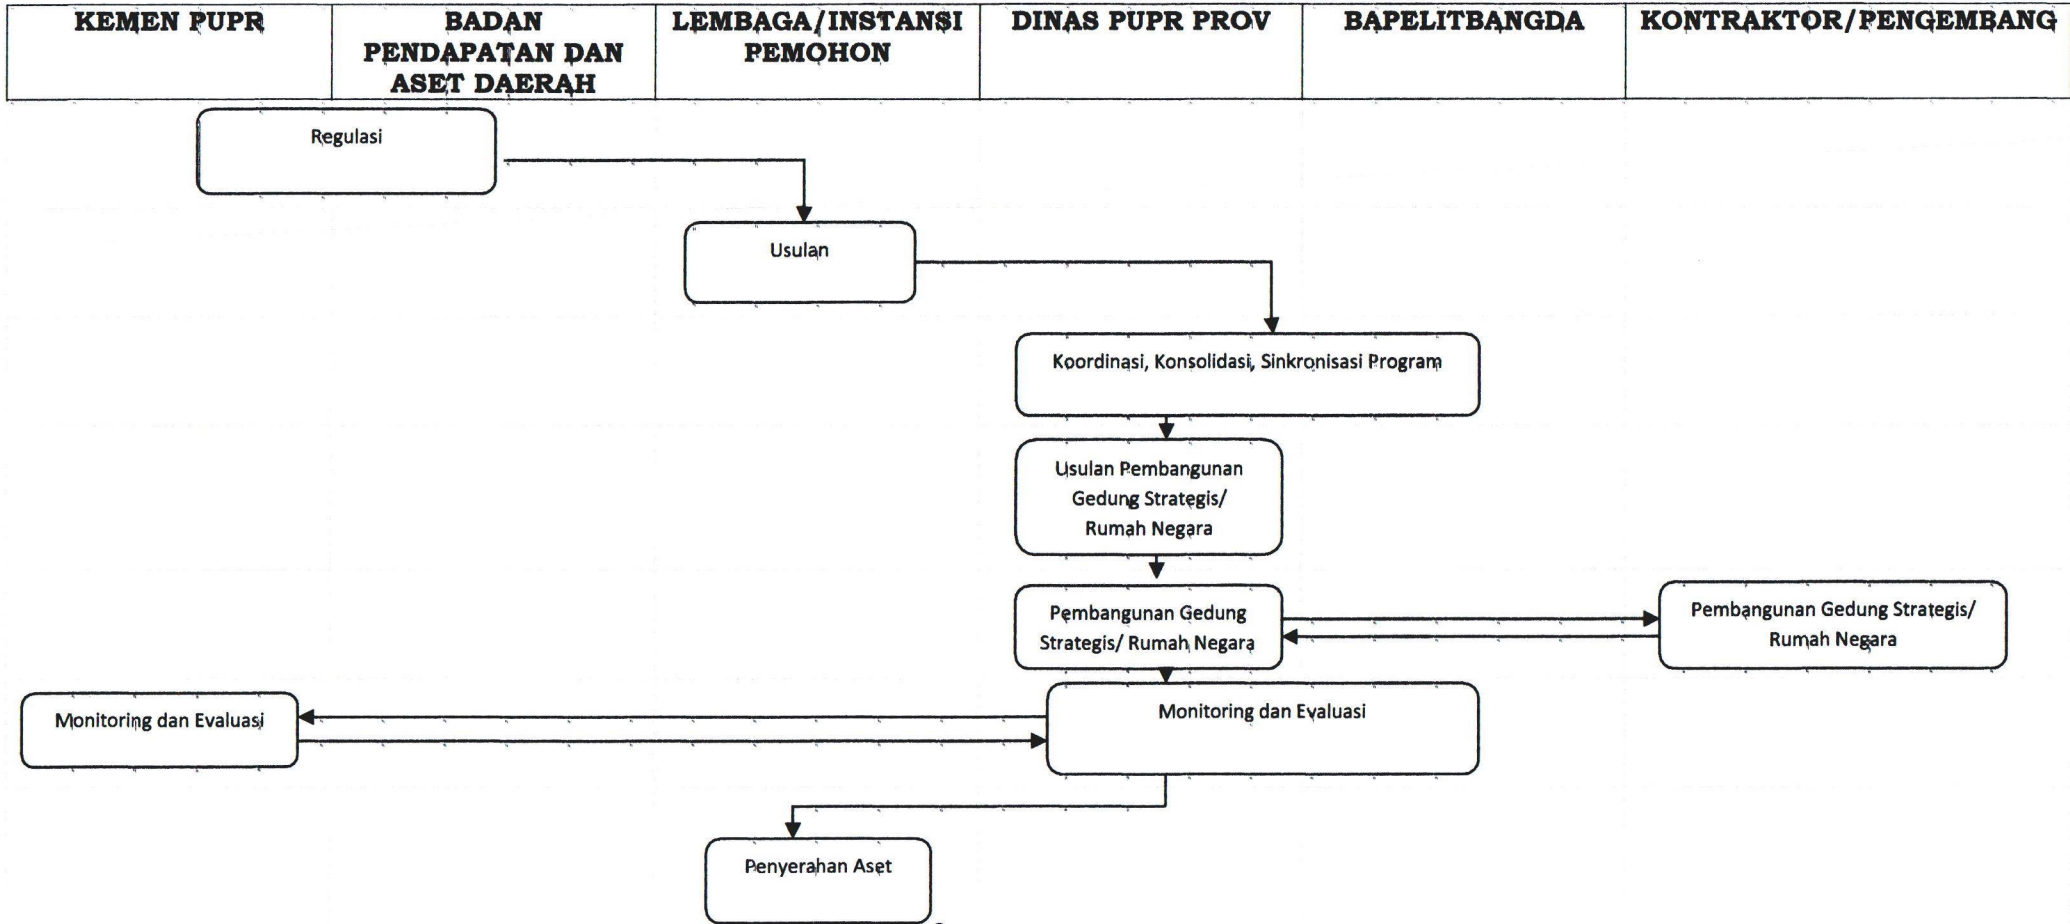 KEMEN PUPR
BADAN
PENDAPATAN DAN
ASET DAERAH
LEMBAGA/INSTANSI
PEMOHON
DINAS PUPR PROV
BAPELITBANGDA
KONTRAKTOR/PENGEMBANG
Regulasi
Usulan
Koordinasi, Konsolidasi, Sinkronisasi Program
Usulan Pembangunan
Gedung Strategis/
Rumah Negara
Pembangunan Gedung
Strategis/ Rumah Negara
Pembangunan Gedung Strategis/
Rumah Negara
Monitoring dan Evaluasi
Monitoring dan Evaluasi
Penyerahan Aset